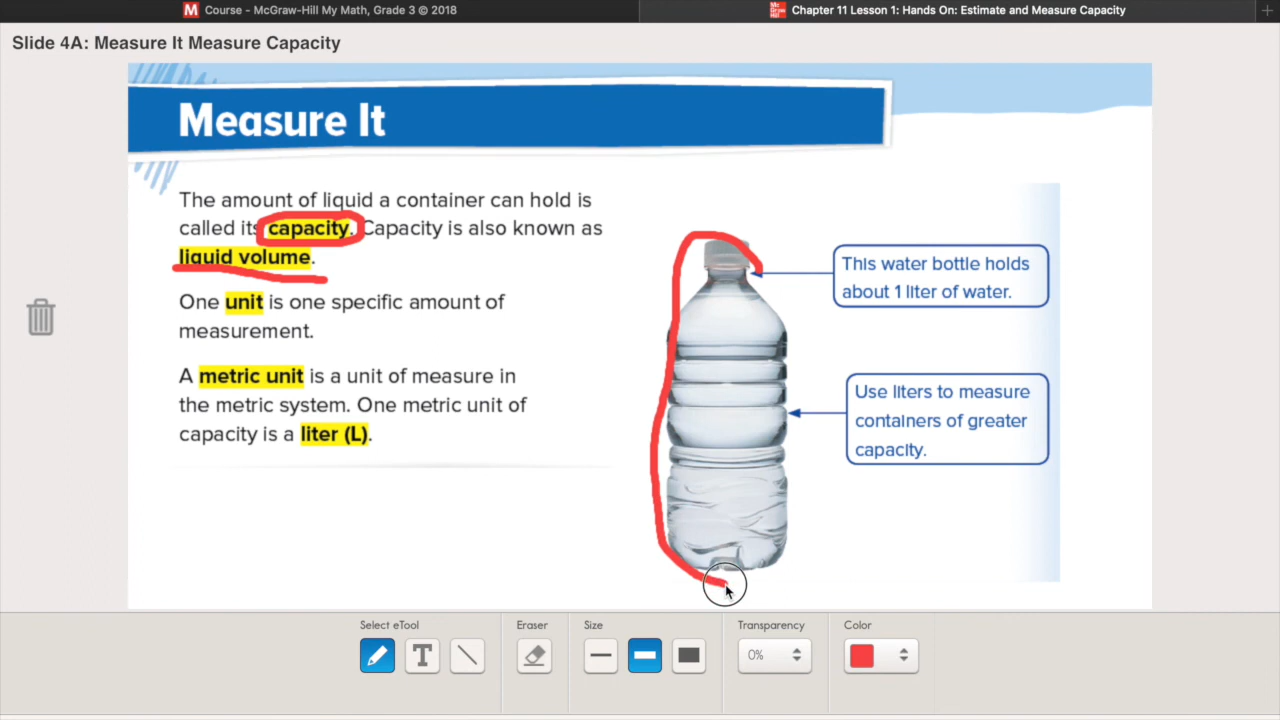 Course - McGraw-Hill My Math, Grade 3 © 2018
Mc Graw Hill Chapter 11 Lesson 1: Hands On: Estimate and Measure Capacity
Slide 4A: Measure It Measure Capacity
Measure It
The amount of liquid a container can hold is
called its capacity. Capacity is also known as
liquid volume.
One unit is one specific amount of
measurement.
A metric unit is a unit of measure in
the metric system. One metric unit of
capacity is a liter (L).
This water bottle holds
about 1 liter of water.
Use liters to measure
containers of greater
capacity.
Select eTool
T
Eraser
Size
Transparency
0%
Color